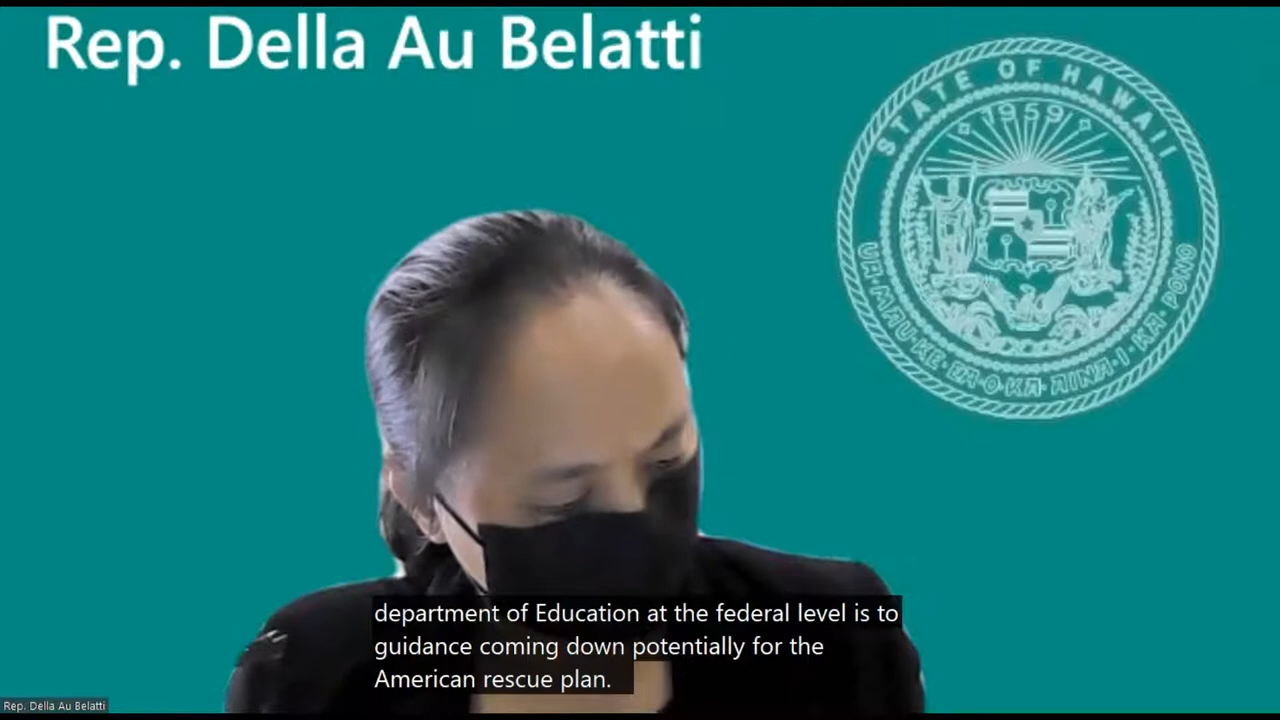 Rep. Della Au Belatti
STATE OF HAWAII
1959
UA·MAU·KE·EA·O·KA·AINA·I·KA·PONO
department of Education at the federal level is to
guidance coming down potentially for the
American rescue plan.
Rep. Della Au Belatti